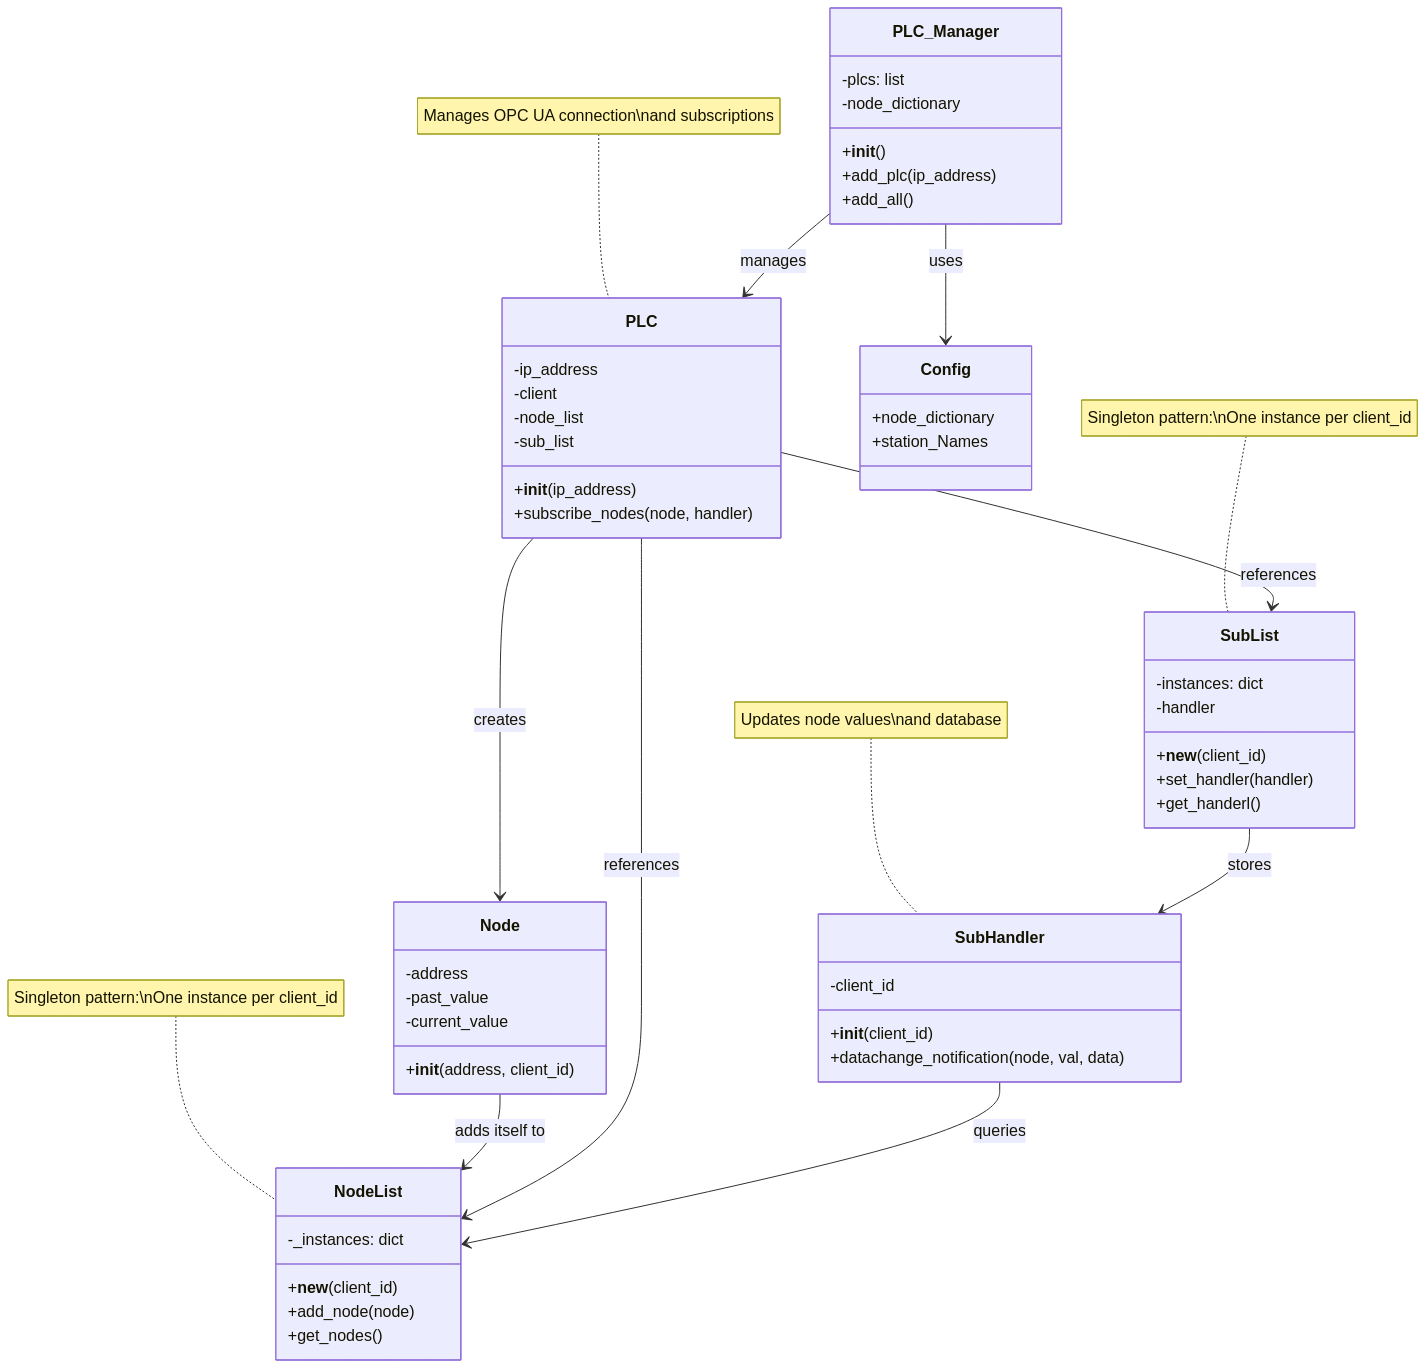 PLC_Manager
-plcs: list
-node_dictionary
+init()
+add_plc(ip_address)
+add_all()
Manages OPC UA connection\nand subscriptions
manages
uses
PLC
-ip_address
-client
-node_list
-sub_list
+init(ip_address)
+subscribe_nodes(node, handler)
Config
+node_dictionary
+station_Names
Singleton pattern:\nOne instance per client_id
references
SubList
-instances: dict
-handler
+new(client_id)
+set_handler(handler)
+get_handerl()
creates
Updates node values\nand database
references
stores
Node
-address
-past_value
-current_value
+init(address, client_id)
SubHandler
-client_id
+init(client_id)
+datachange_notification(node, val, data)
Singleton pattern:\nOne instance per client_id
adds itself to
queries
NodeList
-_instances: dict
+new(client_id)
+add_node(node)
+get_nodes()